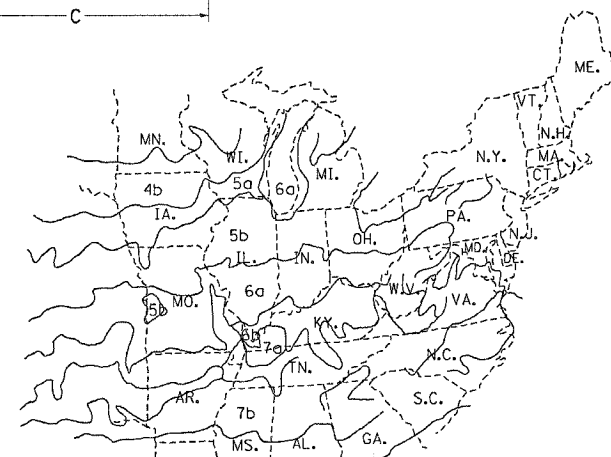 C
ME.
VT.
MN.
N.H.
WI.
N.Y.
MA.
MI.
CT.
4b
5a
6a
IA.
PA.
5b
OH.
N.J.
IL.
IN.
MD.
DE.
6a
W.V.
MO.
VA.
5b
KY.
6b
7a
N.C.
TN.
AR.
S.C.
7b
MS.
AL.
GA.